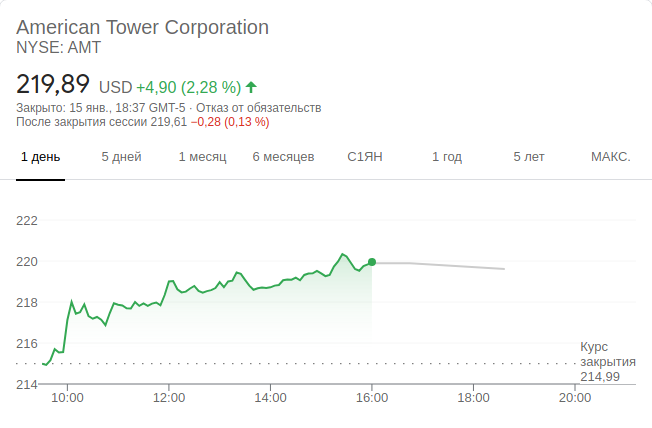 American Tower Corporation
NYSE: AMT
219,89 USD +4,90 (2,28 %)
Закрыто: 15 янв., 18:37 GMT-5 · Отказ от обязательств
После закрытия сессии 219,61 −0,28 (0,13 %)
1 день 5 дней 1 месяц 6 месяцев С1ЯН 1 год 5 лет МАКС.
222
220
218
216
214
Курс
закрытия
214,99
10:00 12:00 14:00 16:00 18:00 20:00